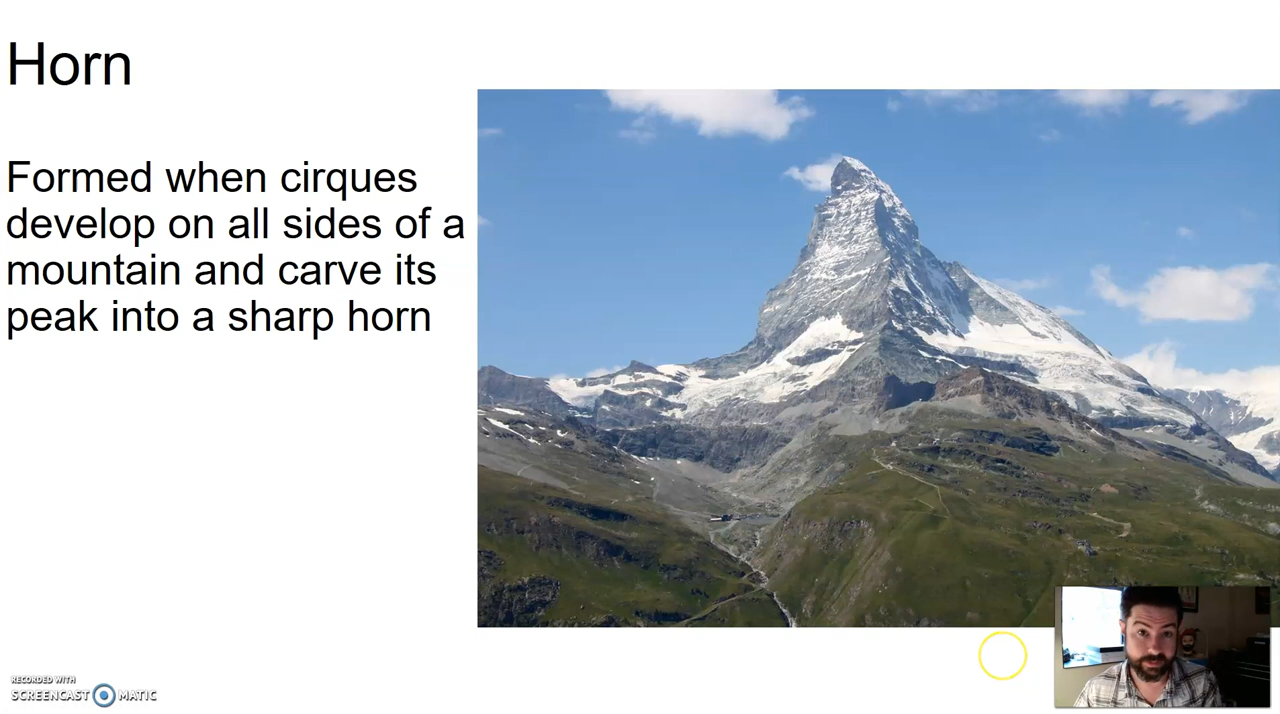 Horn
Formed when cirques
develop on all sides of a
mountain and carve its
peak into a sharp horn
RECORDED WITH
SCREENCAST MATIC